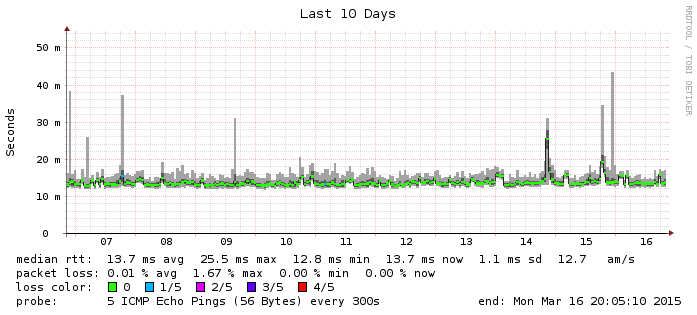 Last 10 Days
RRDTOOL / TOBI OETIKER
Seconds
50 m
40 m
30 m
20 m
10 m
0
07 08 09 10 11 12 13 14 15 16
median rtt: 13.7 ms avg 25.5 ms max 12.8 ms min 13.7 ms now 1.1 ms sd 12.7 am/s
packet loss: 0.01 % avg 1.67 % max 0.00 % min 0.00 % now
loss color: 0 1/5 2/5 3/5 4/5
probe: 5 ICMP Echo Pings (56 Bytes) every 300s end: Mon Mar 16 20:05:10 2015